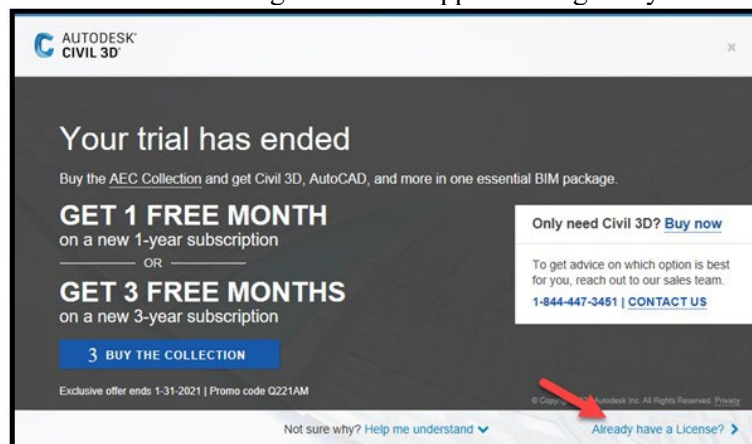 AUTODESK®
CIVIL 3D®
×
Your trial has ended
Buy the AEC Collection and get Civil 3D, AutoCAD, and more in one essential BIM package.
GET 1 FREE MONTH
on a new 1-year subscription
OR
GET 3 FREE MONTHS
on a new 3-year subscription
3 BUY THE COLLECTION
Exclusive offer ends 1-31-2021 | Promo code Q221AM
Only need Civil 3D? Buy now
To get advice on which option is best
for you, reach out to our sales team.
1-844-447-3451 | CONTACT US
Autodesk Inc. All Rights Reserved. Privacy
Not sure why? Help me understand
Already have a License? >